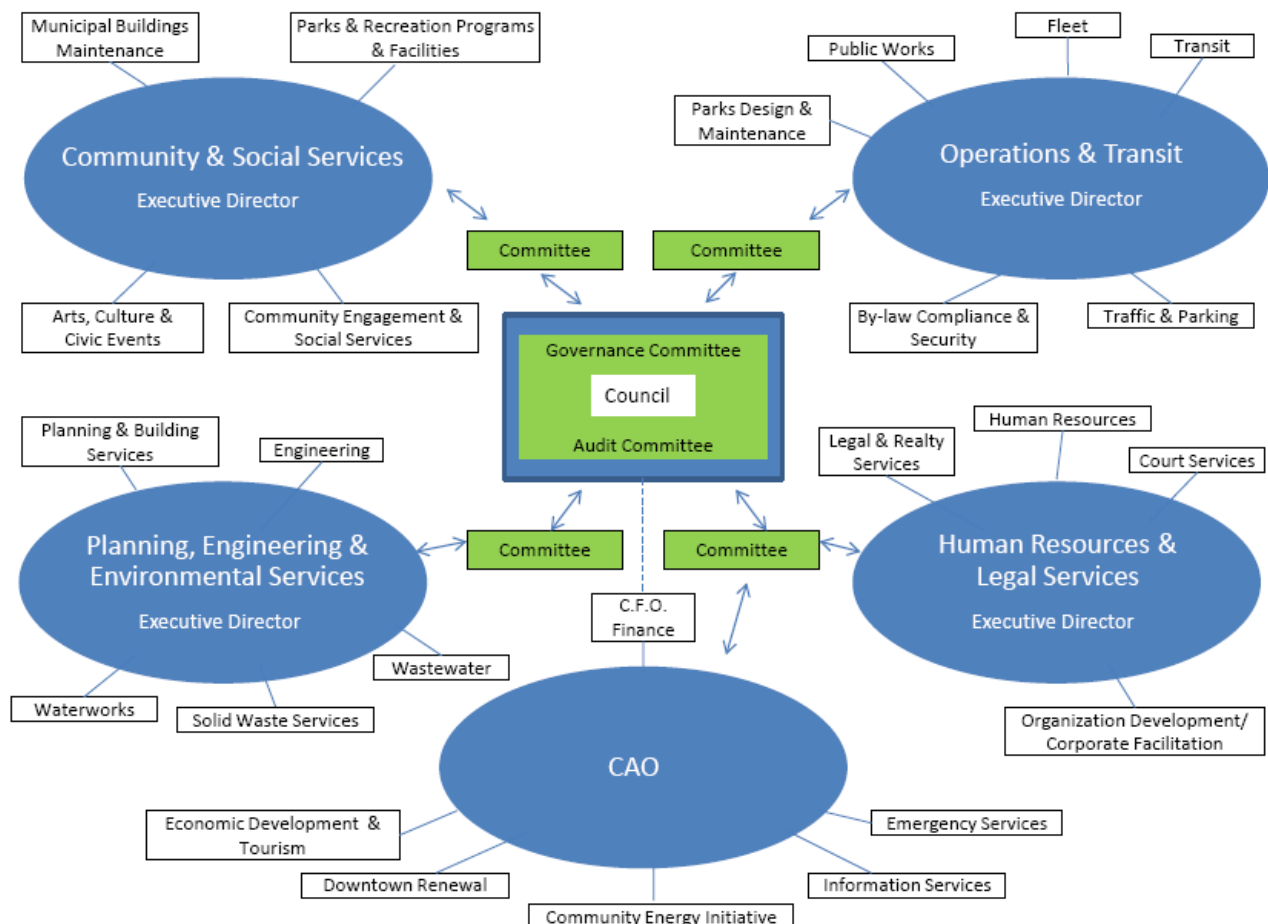 Municipal Buildings
Maintenance
Parks & Recreation Programs
& Facilities
Community & Social Services
Executive Director
Arts, Culture &
Civic Events
Community Engagement &
Social Services
Fleet
Transit
Public Works
Parks Design &
Maintenance
Operations & Transit
Executive Director
By-law Compliance &
Security
Traffic & Parking
Committee
Committee
Governance Committee
Council
Audit Committee
Committee
Committee
Planning & Building
Services
Engineering
Planning, Engineering &
Environmental Services
Executive Director
Wastewater
Waterworks
Solid Waste Services
Human Resources
Legal & Realty
Services
Court Services
Human Resources &
Legal Services
Executive Director
Organization Development/
Corporate Facilitation
C.F.O.
Finance
CAO
Economic Development &
Tourism
Downtown Renewal
Community Energy Initiative
Information Services
Emergency Services